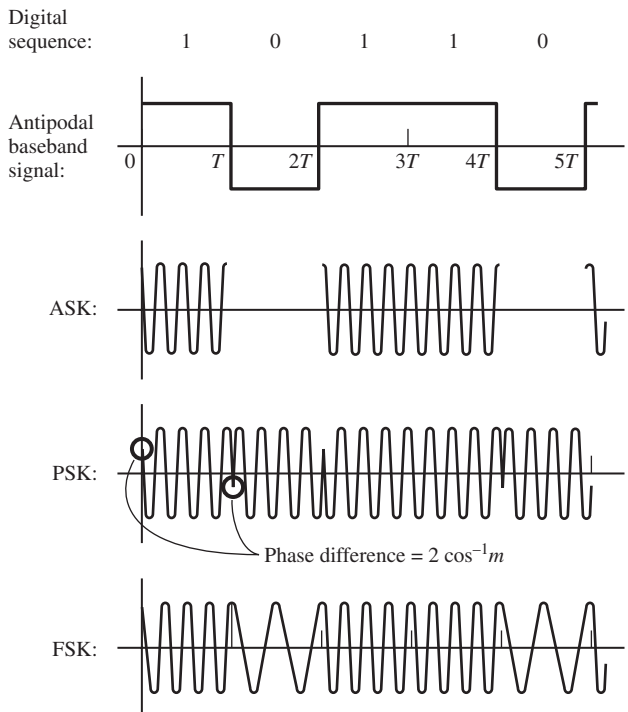 Digital
sequence: 1 0 1 1 0
Antipodal
baseband
signal:
0 T 2T 3T 4T 5T
ASK:
PSK:
Phase difference = 2 cos⁻¹m
FSK: